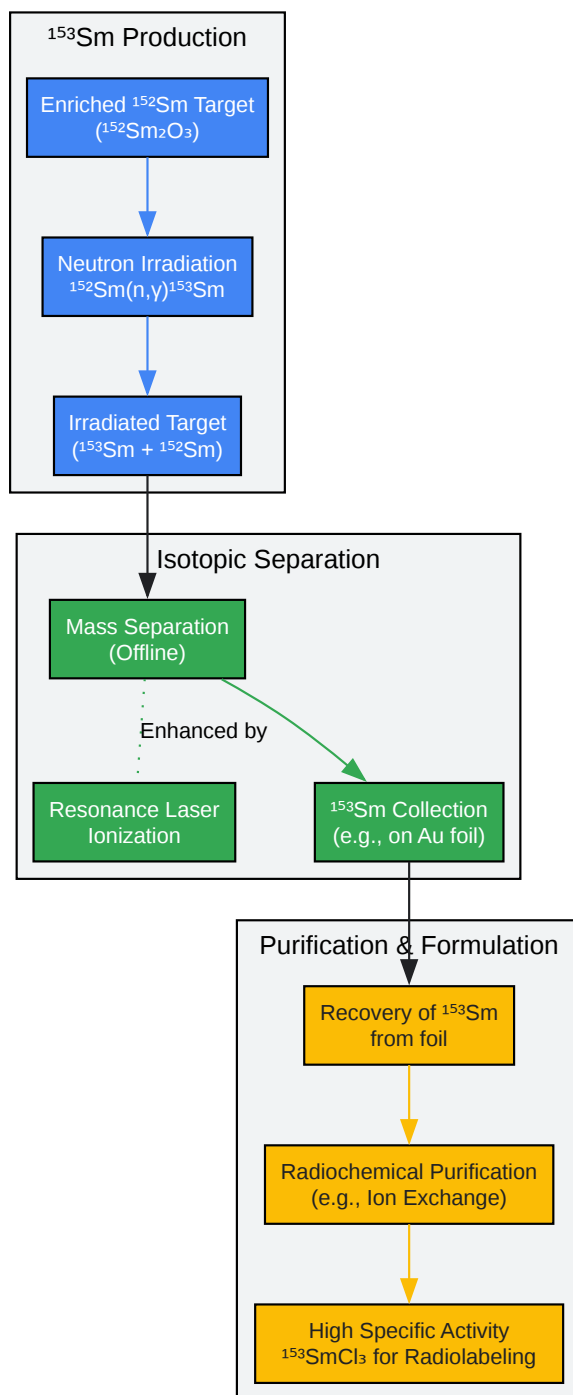 ¹⁵³Sm Production
Enriched ¹⁵²Sm Target
(¹⁵²Sm₂O₃)
Neutron Irradiation
¹⁵²Sm(n,γ)¹⁵³Sm
Irradiated Target
(¹⁵³Sm + ¹⁵²Sm)
Isotopic Separation
Mass Separation
(Offline)
Enhanced by
Resonance Laser
Ionization
¹⁵³Sm Collection
(e.g., on Au foil)
Purification & Formulation
Recovery of ¹⁵³Sm
from foil
Radiochemical Purification
(e.g., Ion Exchange)
High Specific Activity
¹⁵³SmCl₃ for Radiolabeling